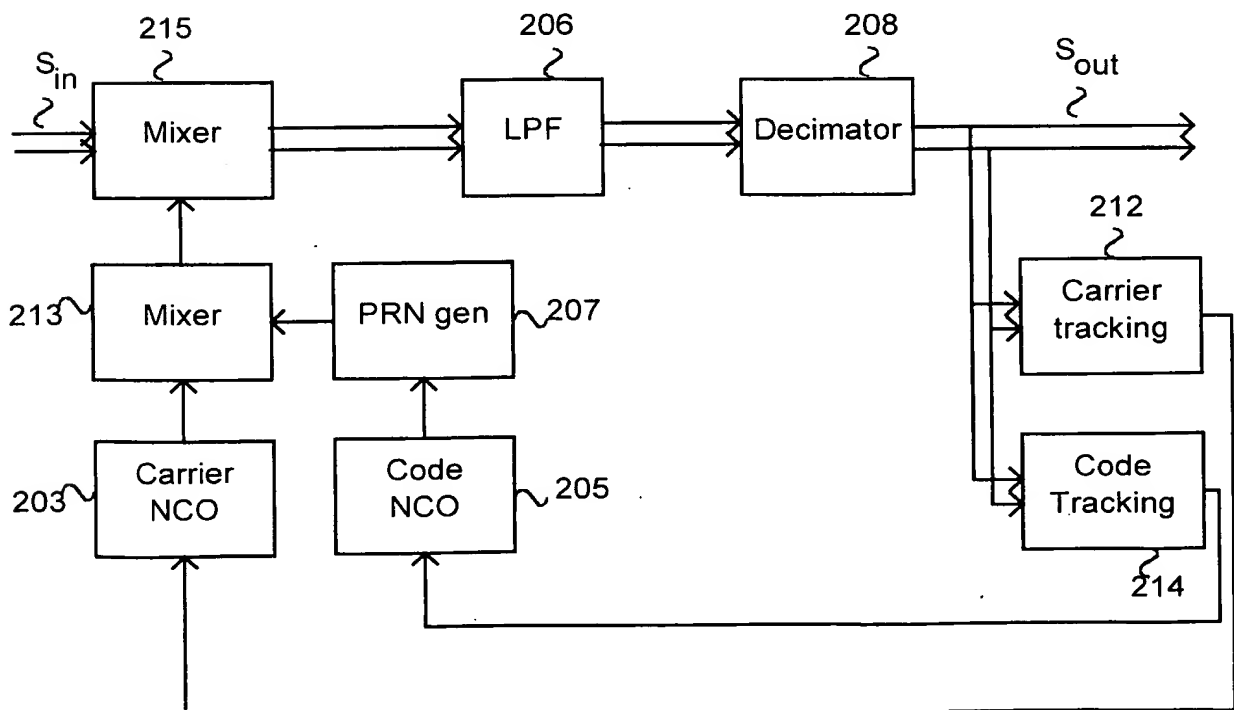 215
206
208
S in
S out
Mixer
LPF
Decimator
212
213
Mixer
PRN gen
207
Carrier
tracking
203
Carrier
NCO
Code
NCO
205
Code
Tracking
214